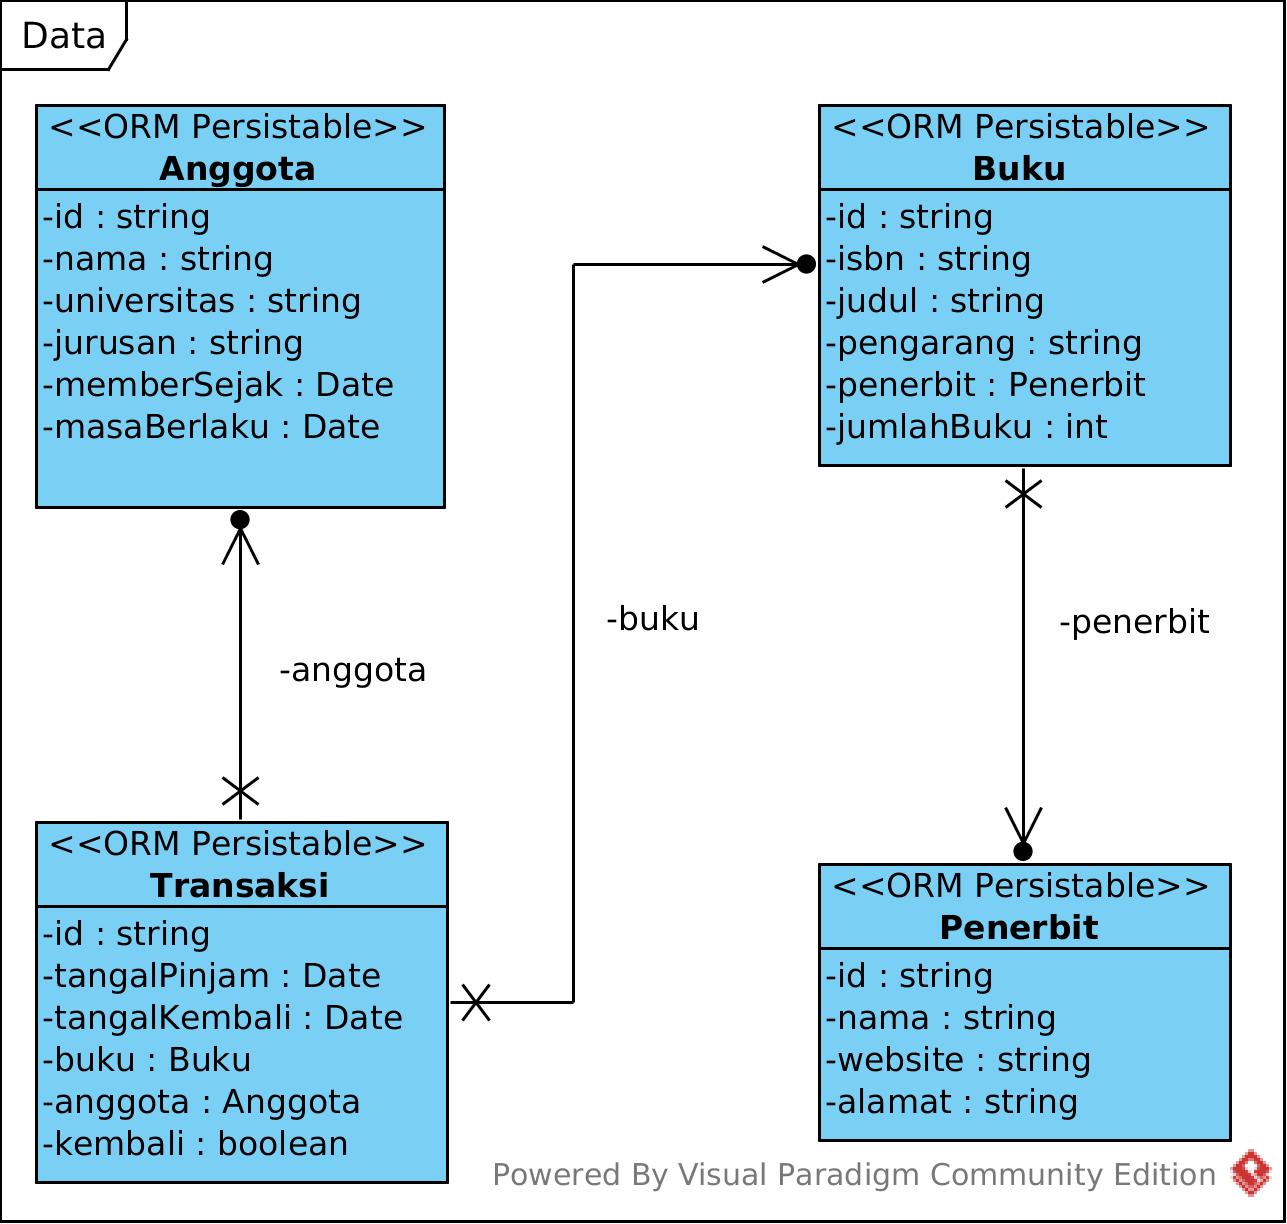 Data
<<ORM Persistable>>
Anggota
-id : string
-nama : string
-universitas : string
-jurusan : string
-memberSejak : Date
-masaBerlaku : Date
<<ORM Persistable>>
Buku
-id : string
-isbn : string
-judul : string
-pengarang : string
-penerbit : Penerbit
-jumlahBuku : int
-buku
-penerbit
-anggota
<<ORM Persistable>>
Transaksi
-id : string
-tangalPinjam : Date
-tangalKembali : Date
-buku : Buku
-anggota : Anggota
-kembali : boolean
<<ORM Persistable>>
Penerbit
-id : string
-nama : string
-website : string
-alamat : string
Powered By Visual Paradigm Community Edition